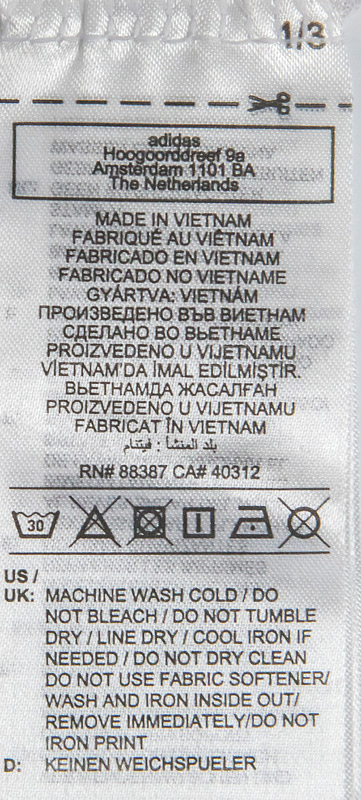 1/3
adidas
Hoogoorddreef 9a
Amsterdam 1101 BA
The Netherlands
MADE IN VIETNAM
FABRIQUÉ AU VIÊTNAM
FABRICADO EN VIETNAM
FABRICADO NO VIETNAME
GYÁRTVA: VIETNÁM
ПРОИЗВЕДЕНО ВЪВ ВИЕТНАМ
СДЕЛАНО ВО ВЬЕТНАМЕ
PROIZVEDENO U VIJETNAMU
VİETNAM'DA İMAL EDİLMİŞTİR.
ВЬЕТНАМДА ЖАСАЛҒАН
PROIZVEDENO U VIJETNAMU
FABRICAT ÎN VIETNAM
بلد المنشأ : فيتنام
RN# 88387 CA# 40312
30
US /
UK: MACHINE WASH COLD / DO
NOT BLEACH / DO NOT TUMBLE
DRY / LINE DRY / COOL IRON IF
NEEDED / DO NOT DRY CLEAN
DO NOT USE FABRIC SOFTENER/
WASH AND IRON INSIDE OUT/
REMOVE IMMEDIATELY/DO NOT
IRON PRINT
D: KEINEN WEICHSPUELER